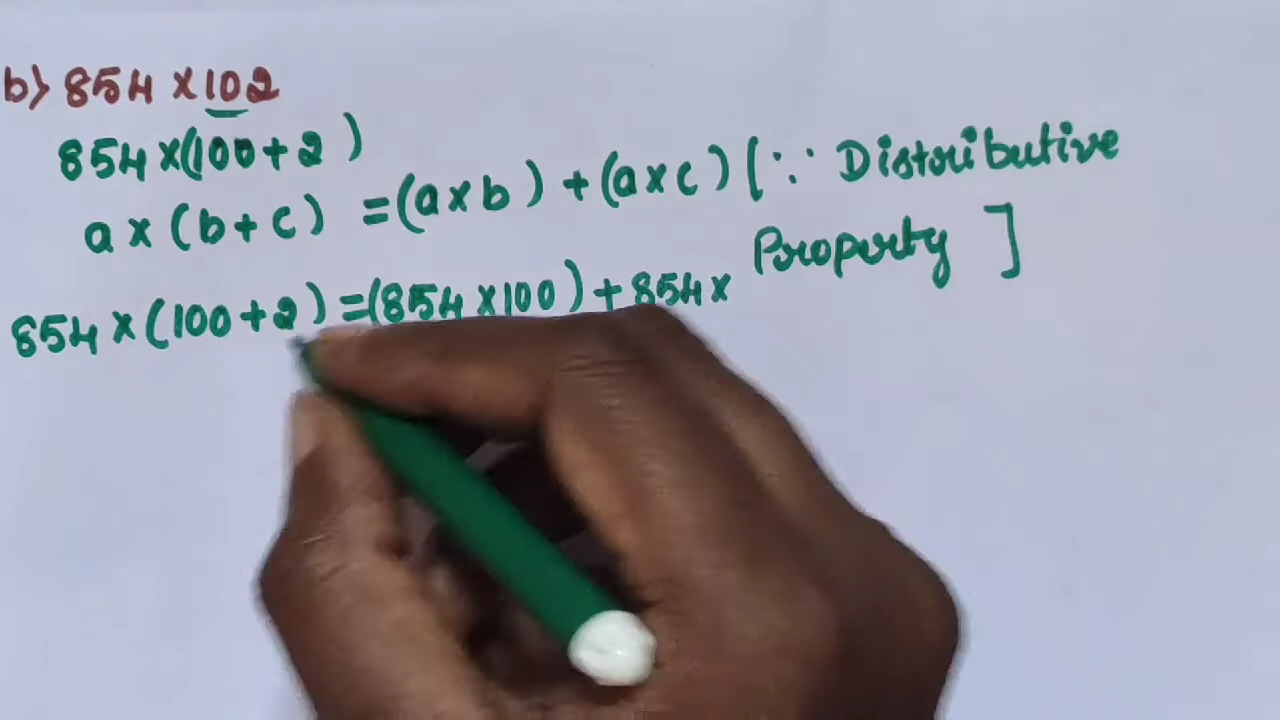 b) 854 × 102
854×(100+2)
a × (b+c) = (a×b) + (a×c) [∵ Distributive
Property ]
854 × (100+2) = (854 ×100) + 854×